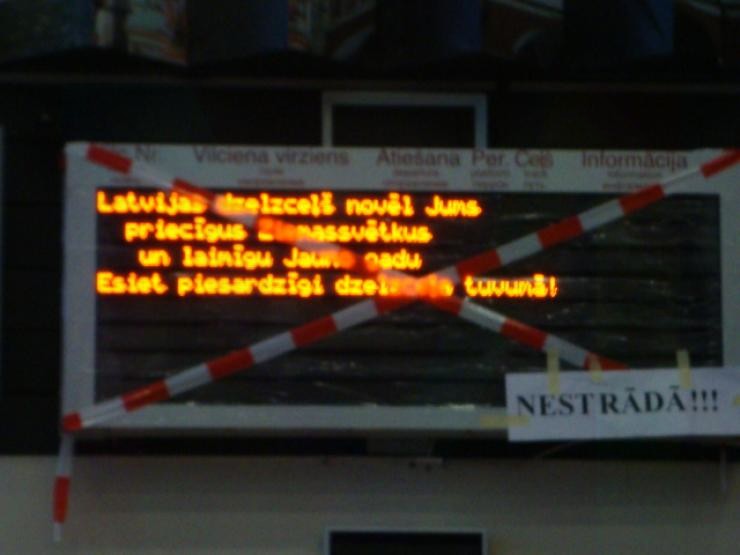 Nr. Vilciena virziens Atiešana Per. Ceļš Informācija
Latvijas dzelzceļš novēl Jums
priecīgus Ziemassvētkus
un laimīgu Jauno gadu
Esiet piesardzīgi dzelzceļa tuvumā!
NESTRĀDĀ!!!